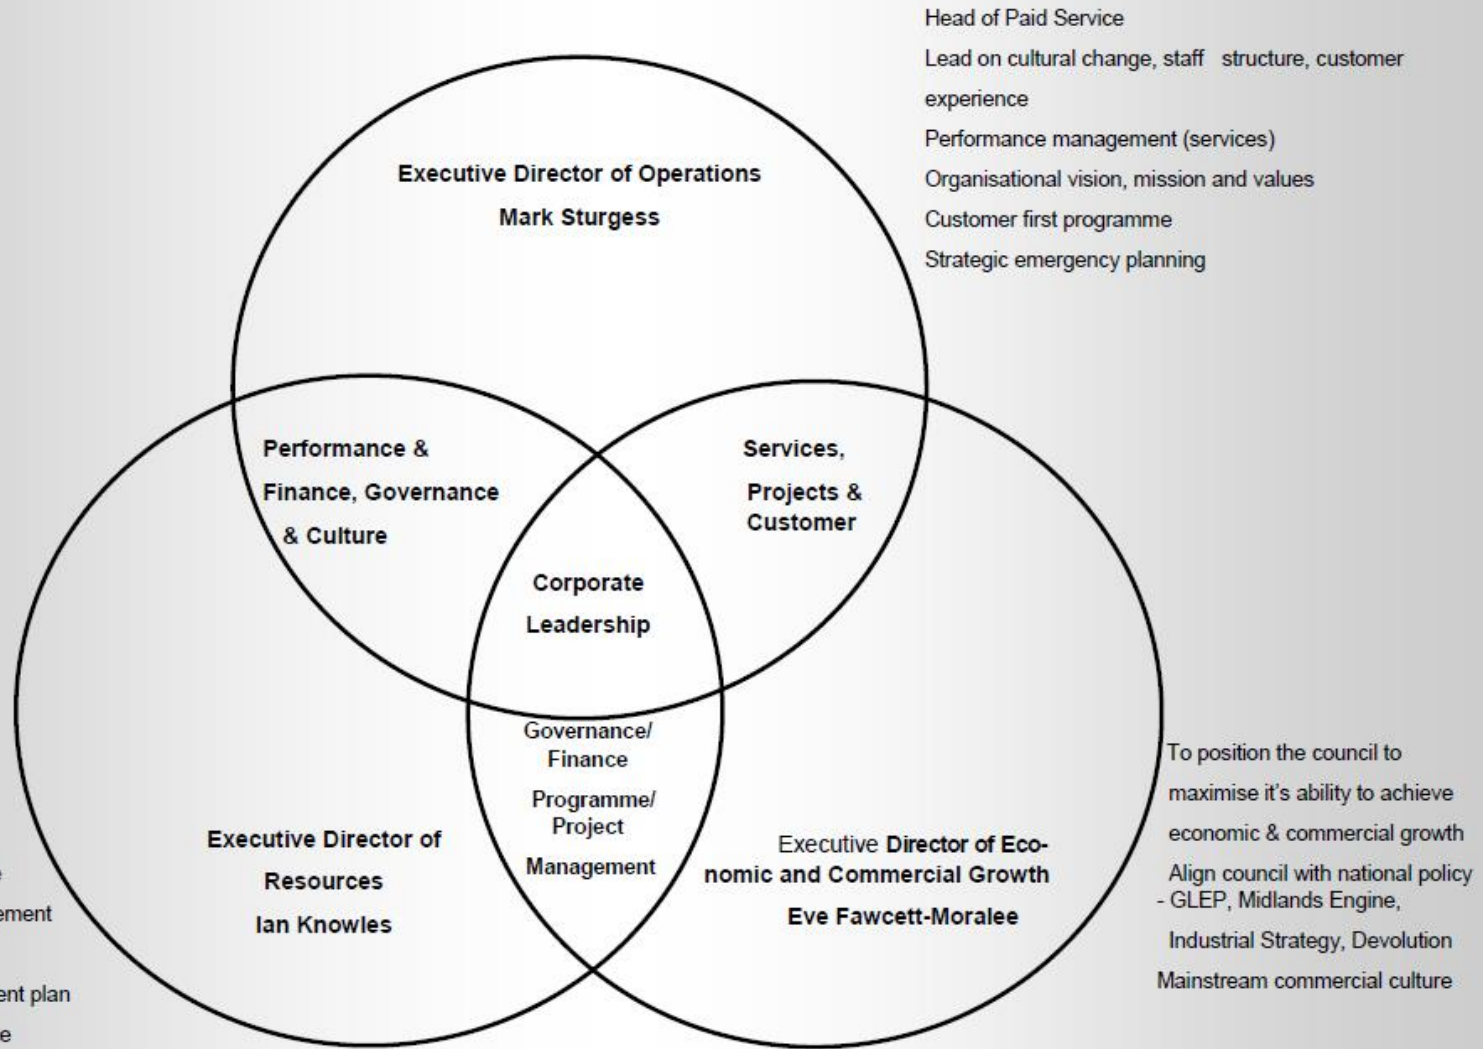 Head of Paid Service
Lead on cultural change, staff structure, customer
experience
Performance management (services)
Organisational vision, mission and values
Customer first programme
Strategic emergency planning
Executive Director of Operations
Mark Sturgess
Performance &
Finance, Governance
& Culture
Services,
Projects &
Customer
Corporate
Leadership
Governance/
Finance
Programme/
Project
Management
Executive Director of
Resources
Ian Knowles
Executive Director of Eco-
nomic and Commercial Growth
Eve Fawcett-Moralee
To position the council to
maximise it's ability to achieve
economic & commercial growth
Align council with national policy
- GLEP, Midlands Engine,
Industrial Strategy, Devolution
Mainstream commercial culture
plan